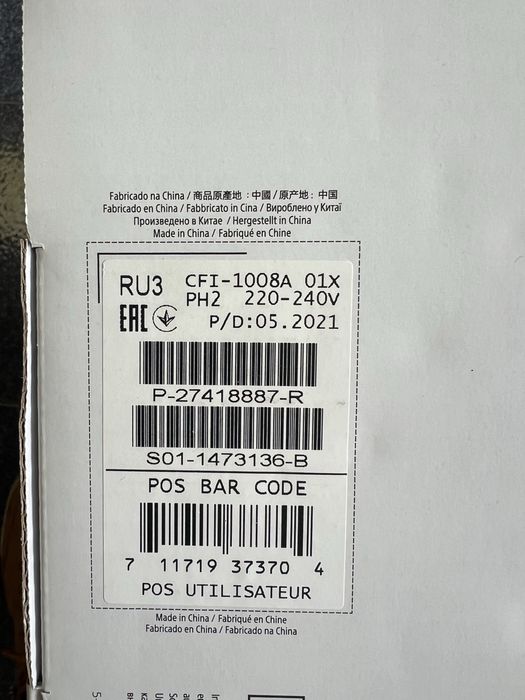 Fabricado na China / 商品原產地 : 中國 / 原产地: 中国
Fabricado en China / Fabbricato in Cina / Вироблено у Китаї
Произведено в Китае / Hergestellt in China
Made in China / Fabriqué en Chine
RU3 CFI-1008A 01X
PH2 220-240V
EAC P/D:05.2021
P-27418887-R
S01-1473136-B
POS BAR CODE
7 11719 37370 4
POS UTILISATEUR
Made in China / Fabriqué en Chine
Fabricado en China / Fabricado na China